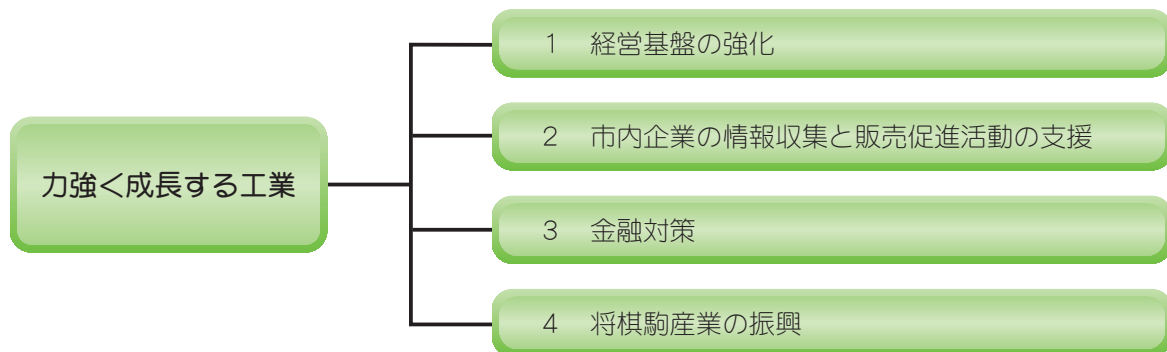 力強く成長する工業
1 経営基盤の強化
2 市内企業の情報収集と販売促進活動の支援
3 金融対策
4 将棋駒産業の振興